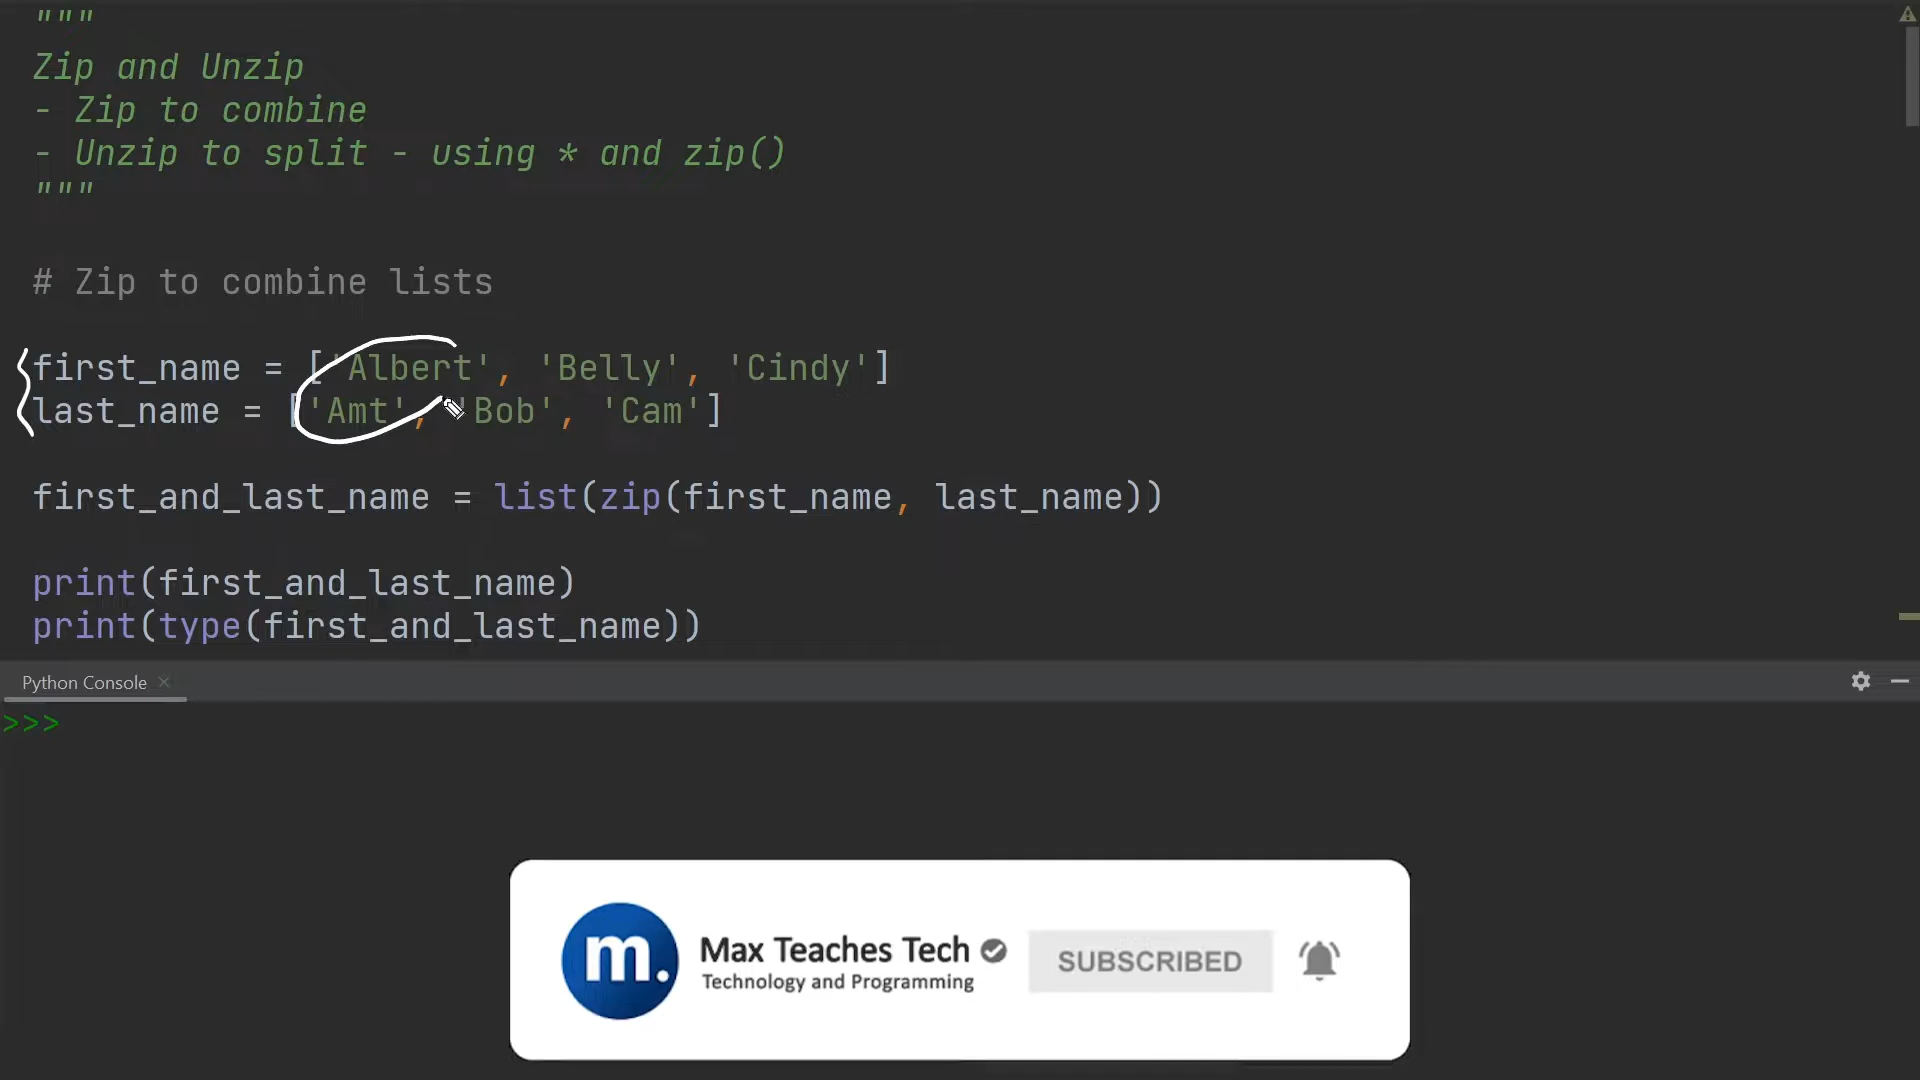 """
Zip and Unzip
- Zip to combine
- Unzip to split - using * and zip()
"""
# Zip to combine lists
first_name = ['Albert', 'Belly', 'Cindy']
last_name = ['Amt', 'Bob', 'Cam']
first_and_last_name = list(zip(first_name, last_name))
print(first_and_last_name)
print(type(first_and_last_name))
Python Console
>>>
m.
Max Teaches Tech
Technology and Programming
SUBSCRIBED